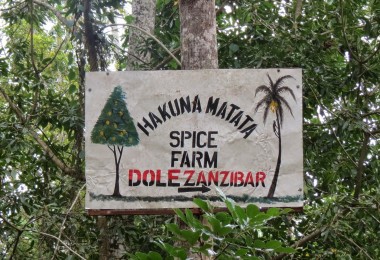 HAKUNA MATATA
SPICE
FARM
DOLE ZANZIBAR